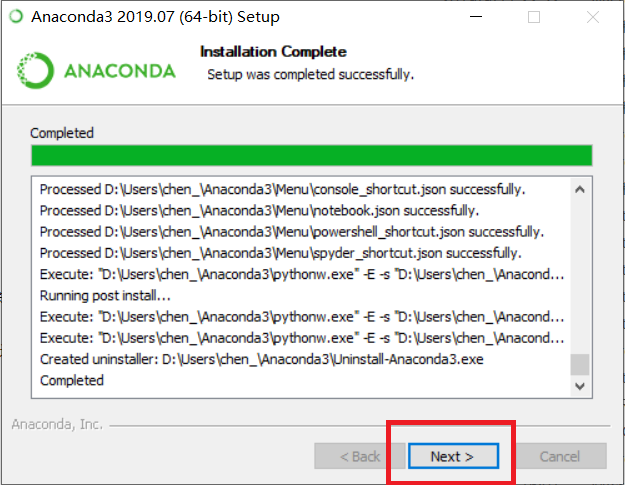 Anaconda3 2019.07 (64-bit) Setup
ANACONDA
Installation Complete
Setup was completed successfully.
Completed
Processed D:\Users\chen_\Anaconda3\Menu\console_shortcut.json successfully.
Processed D:\Users\chen_\Anaconda3\Menu\notebook.json successfully.
Processed D:\Users\chen_\Anaconda3\Menu\powershell_shortcut.json successfully.
Processed D:\Users\chen_\Anaconda3\Menu\spyder_shortcut.json successfully.
Execute: "D:\Users\chen_\Anaconda3\pythonw.exe" -E -s "D:\Users\chen_\Anacond...
Running post install...
Execute: "D:\Users\chen_\Anaconda3\pythonw.exe" -E -s "D:\Users\chen_\Anacond...
Execute: "D:\Users\chen_\Anaconda3\pythonw.exe" -E -s "D:\Users\chen_\Anacond...
Created uninstaller: D:\Users\chen_\Anaconda3\Uninstall-Anaconda3.exe
Completed
Anaconda, Inc.
< Back
Next >
Cancel